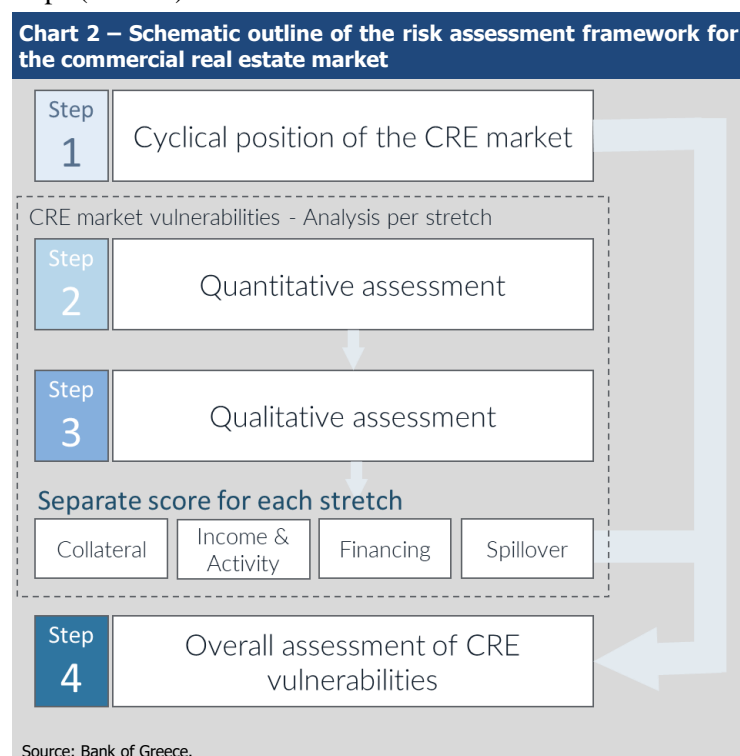 Chart 2 – Schematic outline of the risk assessment framework for
the commercial real estate market
Step
1
Cyclical position of the CRE market
CRE market vulnerabilities - Analysis per stretch
Step
2
Quantitative assessment
Step
3
Qualitative assessment
Separate score for each stretch
Collateral
Income &
Activity
Financing
Spillover
Step
4
Overall assessment of CRE
vulnerabilities
Source: Bank of Greece.